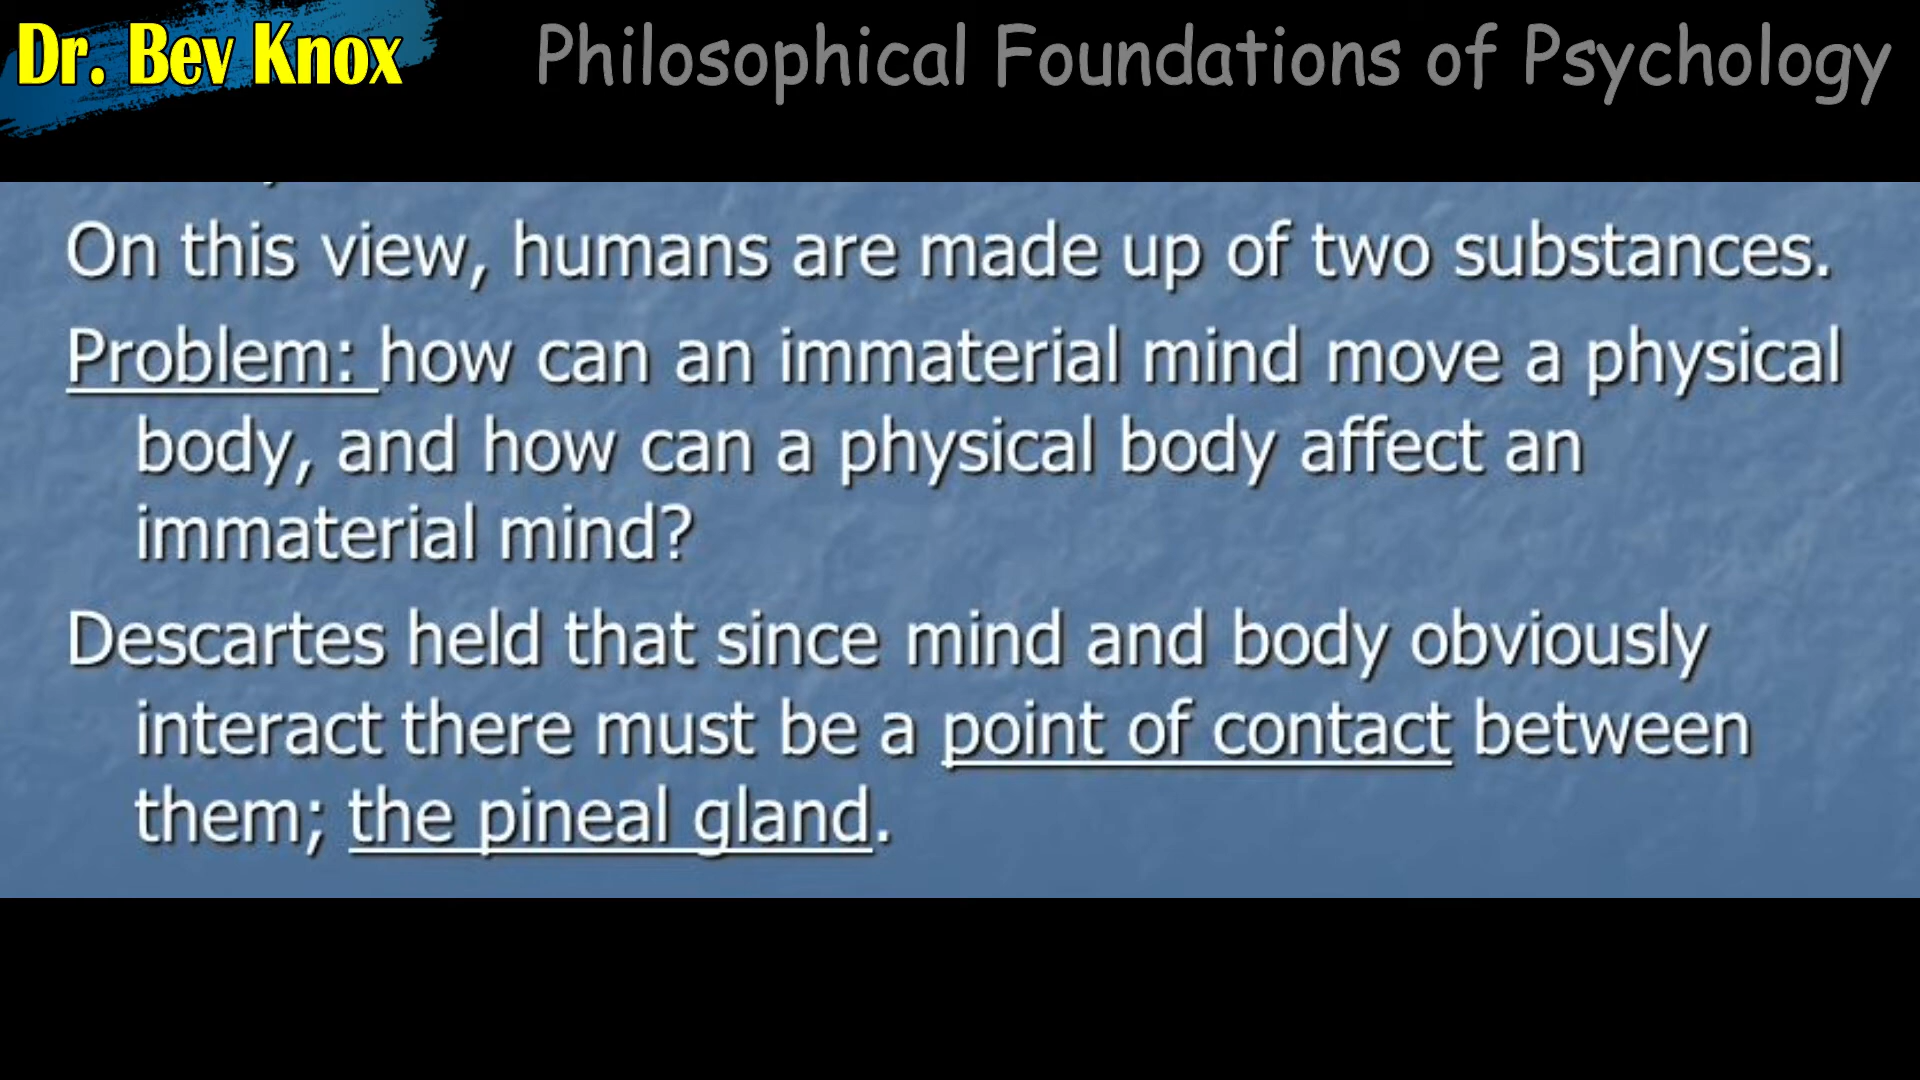 Dr. Bev Knox
Philosophical Foundations of Psychology
On this view, humans are made up of two substances.
Problem: how can an immaterial mind move a physical
body, and how can a physical body affect an
immaterial mind?
Descartes held that since mind and body obviously
interact there must be a point of contact between
them; the pineal gland.